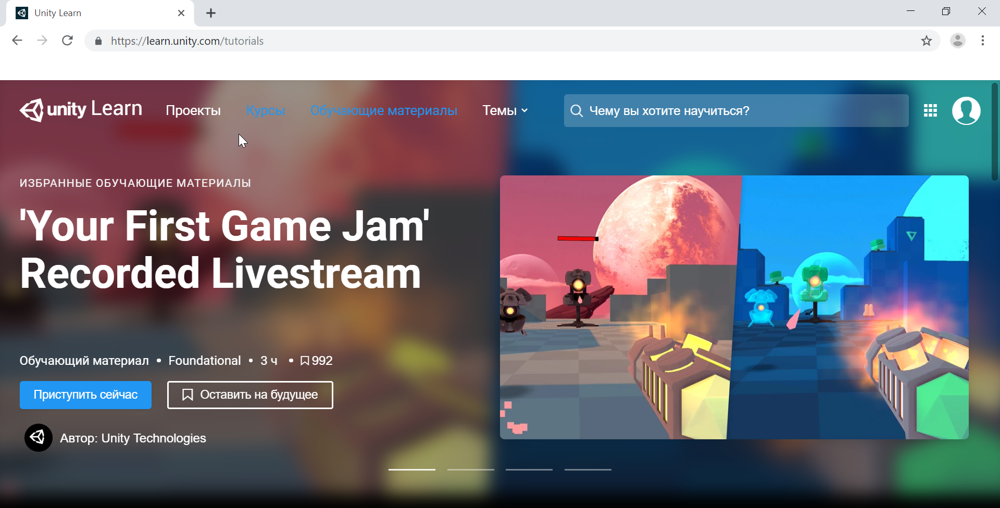 Unity Learn
https://learn.unity.com/tutorials
unity Learn Проекты Курсы Обучающие материалы Темы Чему вы хотите научиться?
ИЗБРАННЫЕ ОБУЧАЮЩИЕ МАТЕРИАЛЫ
'Your First Game Jam'
Recorded Livestream
Обучающий материал • Foundational • 3 ч • 992
Приступить сейчас Оставить на будущее
Автор: Unity Technologies